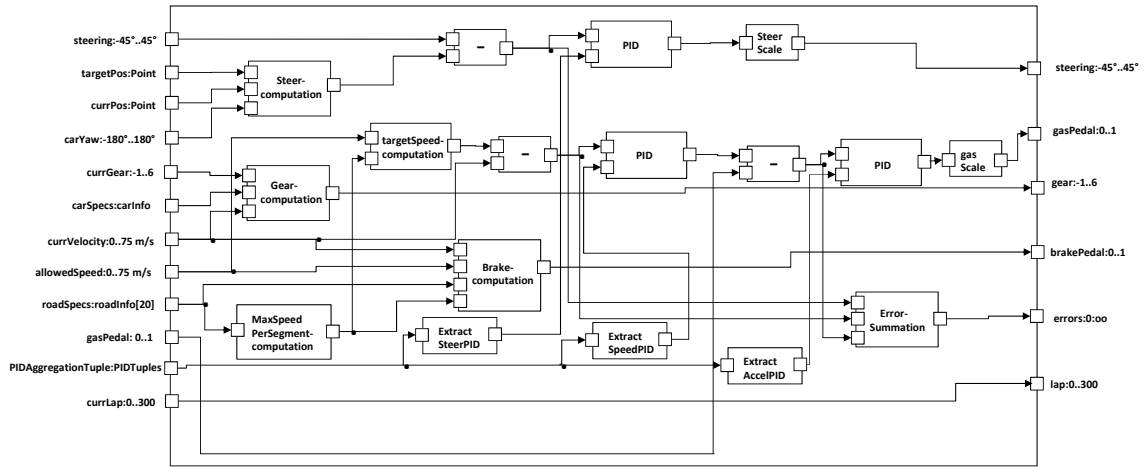 steering:-45°..45°
targetPos:Point
currPos:Point
carYaw:-180°..180°
currGear:-1..6
carSpecs:carInfo
currVelocity:0..75 m/s
allowedSpeed:0..75 m/s
roadSpecs:roadInfo[20]
gasPedal: 0..1
PIDAggregationTuple:PIDTuples
currLap:0..300
Steer-
computation
–
PID
Steer
Scale
targetSpeed-
computation
–
PID
–
PID
gas
Scale
Gear-
computation
Brake-
computation
MaxSpeed
PerSegment-
computation
Extract
SteerPID
Extract
SpeedPID
Extract
AccelPID
Error-
Summation
steering:-45°..45°
gasPedal:0..1
gear:-1..6
brakePedal:0..1
errors:0:oo
lap:0..300